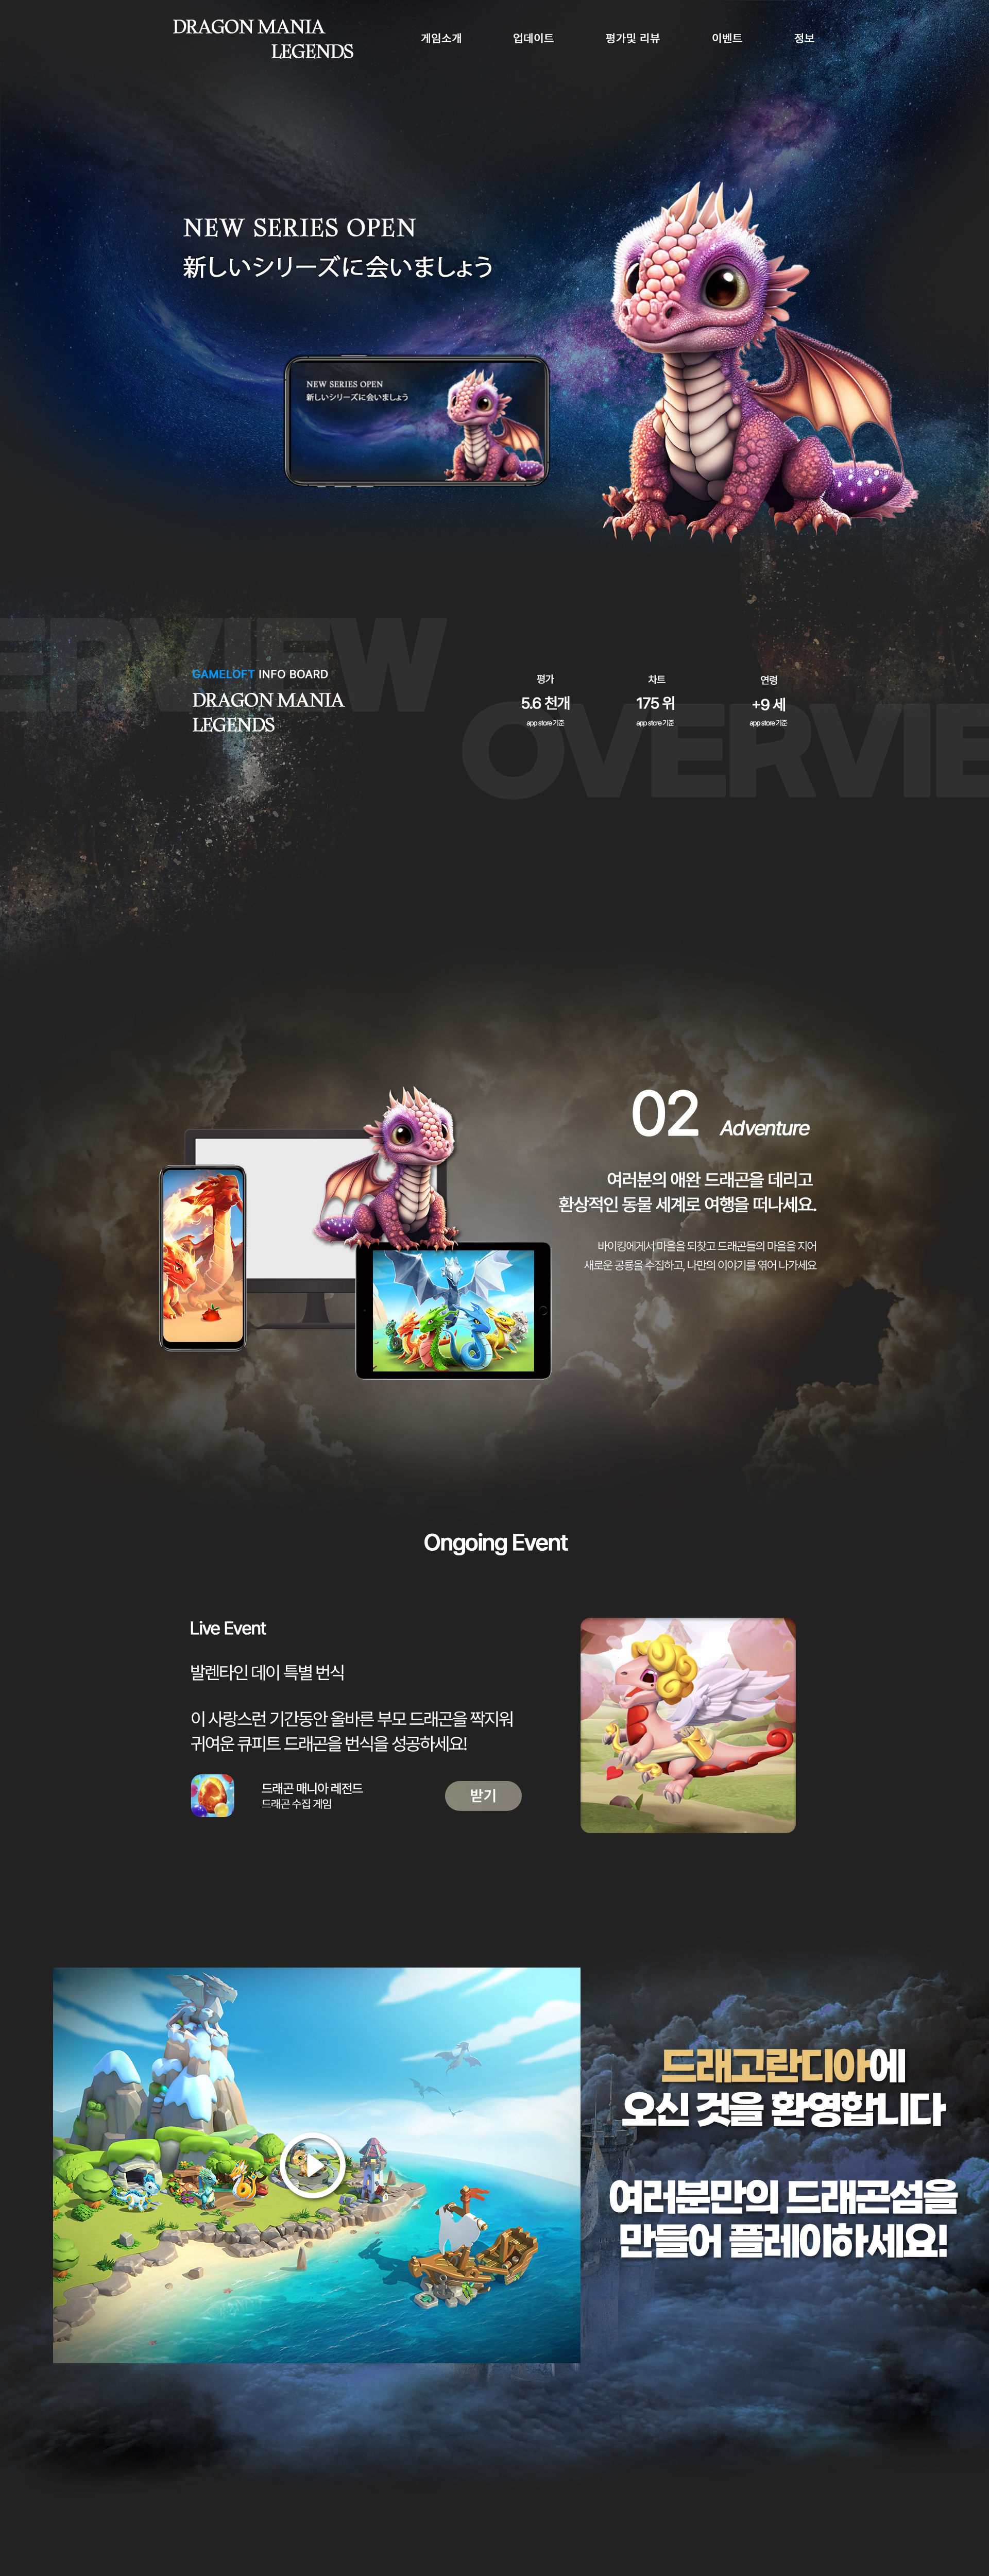 DRAGON MANIA
LEGENDS
게임소개
업데이트
평가및 리뷰
이벤트
정보
NEW SERIES OPEN
新しいシリーズに会いましょう
NEW SERIES OPEN
新しいシリーズに会いましょう
ERVIEW
GAMELOFT INFO BOARD
DRAGON MANIA
LEGENDS
평가
5.6 천개
app store 기준
차트
175 위
app store 기준
연령
+9 세
app store 기준
OVERVIE
02 Adventure
여러분의 애완 드래곤을 데리고
환상적인 동물 세계로 여행을 떠나세요.
바이킹에게서 마을을 되찾고 드래곤들의 마을을 지어
새로운 공룡을 수집하고, 나만의 이야기를 엮어 나가세요
Ongoing Event
Live Event
발렌타인 데이 특별 번식
이 사랑스런 기간동안 올바른 부모 드래곤을 짝지워
귀여운 큐피트 드래곤을 번식을 성공하세요!
드래곤 매니아 레전드
드래곤 수집 게임
받기
드래고란디아에
오신 것을 환영합니다
여러분만의 드래곤섬을
만들어 플레이하세요!